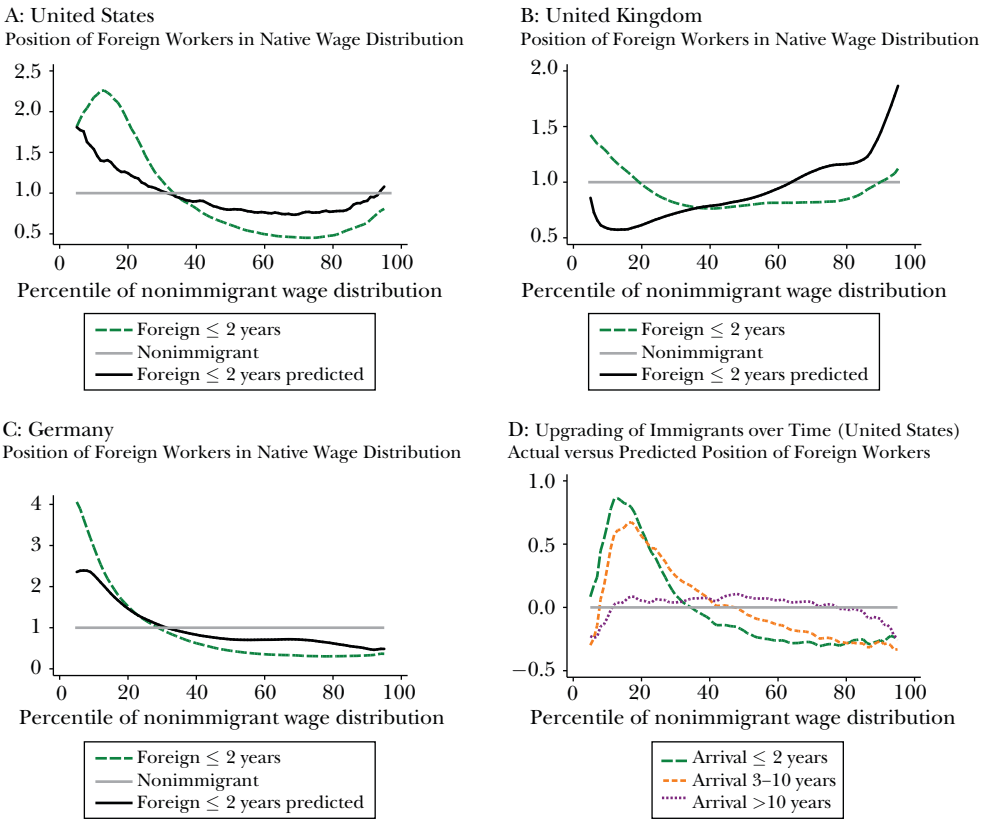 A: United States
Position of Foreign Workers in Native Wage Distribution
2.5
2.0
1.5
1.0
0.5
0 20 40 60 80 100
Percentile of nonimmigrant wage distribution
Foreign ≤ 2 years
Nonimmigrant
Foreign ≤ 2 years predicted
B: United Kingdom
Position of Foreign Workers in Native Wage Distribution
2.0
1.5
1.0
0.5
0 20 40 60 80 100
Percentile of nonimmigrant wage distribution
Foreign ≤ 2 years
Nonimmigrant
Foreign ≤ 2 years predicted
C: Germany
Position of Foreign Workers in Native Wage Distribution
4
3
2
1
0
0 20 40 60 80 100
Percentile of nonimmigrant wage distribution
Foreign ≤ 2 years
Nonimmigrant
Foreign ≤ 2 years predicted
D: Upgrading of Immigrants over Time (United States)
Actual versus Predicted Position of Foreign Workers
1.0
0.5
0.0
−0.5
0 20 40 60 80 100
Percentile of nonimmigrant wage distribution
Arrival ≤ 2 years
Arrival 3–10 years
Arrival >10 years